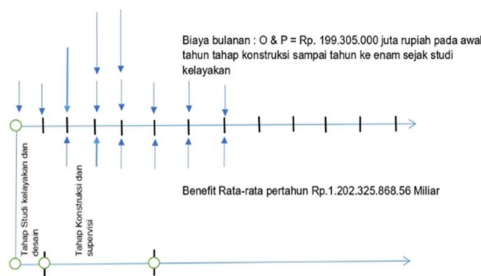 Biaya bulanan : O & P = Rp. 199.305.000 juta rupiah pada awal
tahun tahap konstruksi sampai tahun ke enam sejak studi
kelayakan
Benefit Rata-rata pertahun Rp.1.202.325.868.56 Miliar
Tahap Studi kelayakan dan
desain
Tahap Konstruksi dan
supervisi